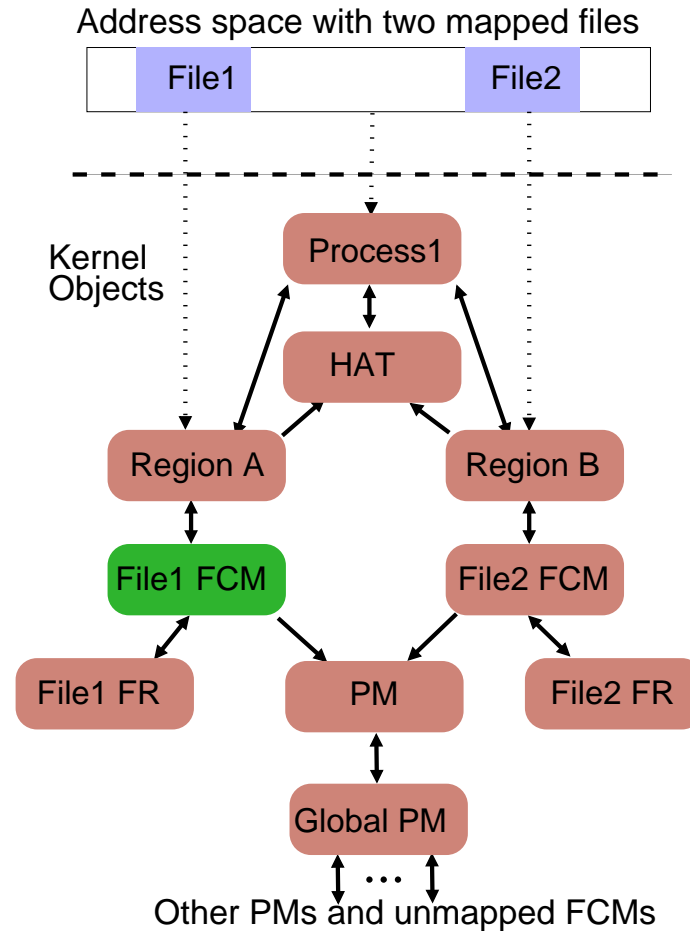 Address space with two mapped files
File1
File2
Process1
Kernel
Objects
HAT
Region A
Region B
File1 FCM
File2 FCM
File1 FR
PM
File2 FR
Global PM
...
Other PMs and unmapped FCMs